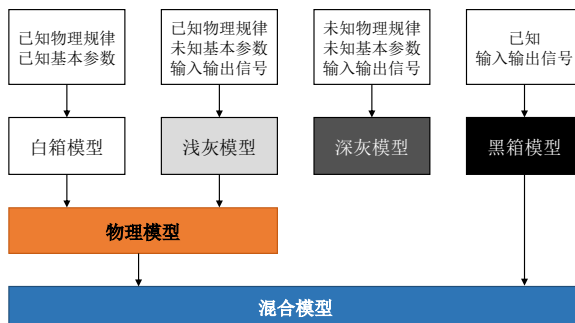 已知物理规律
已知基本参数
已知物理规律
未知基本参数
输入输出信号
未知物理规律
未知基本参数
输入输出信号
已知
输入输出信号
白箱模型
浅灰模型
深灰模型
黑箱模型
物理模型
混合模型